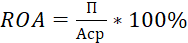 ROA = П / Аср * 100%